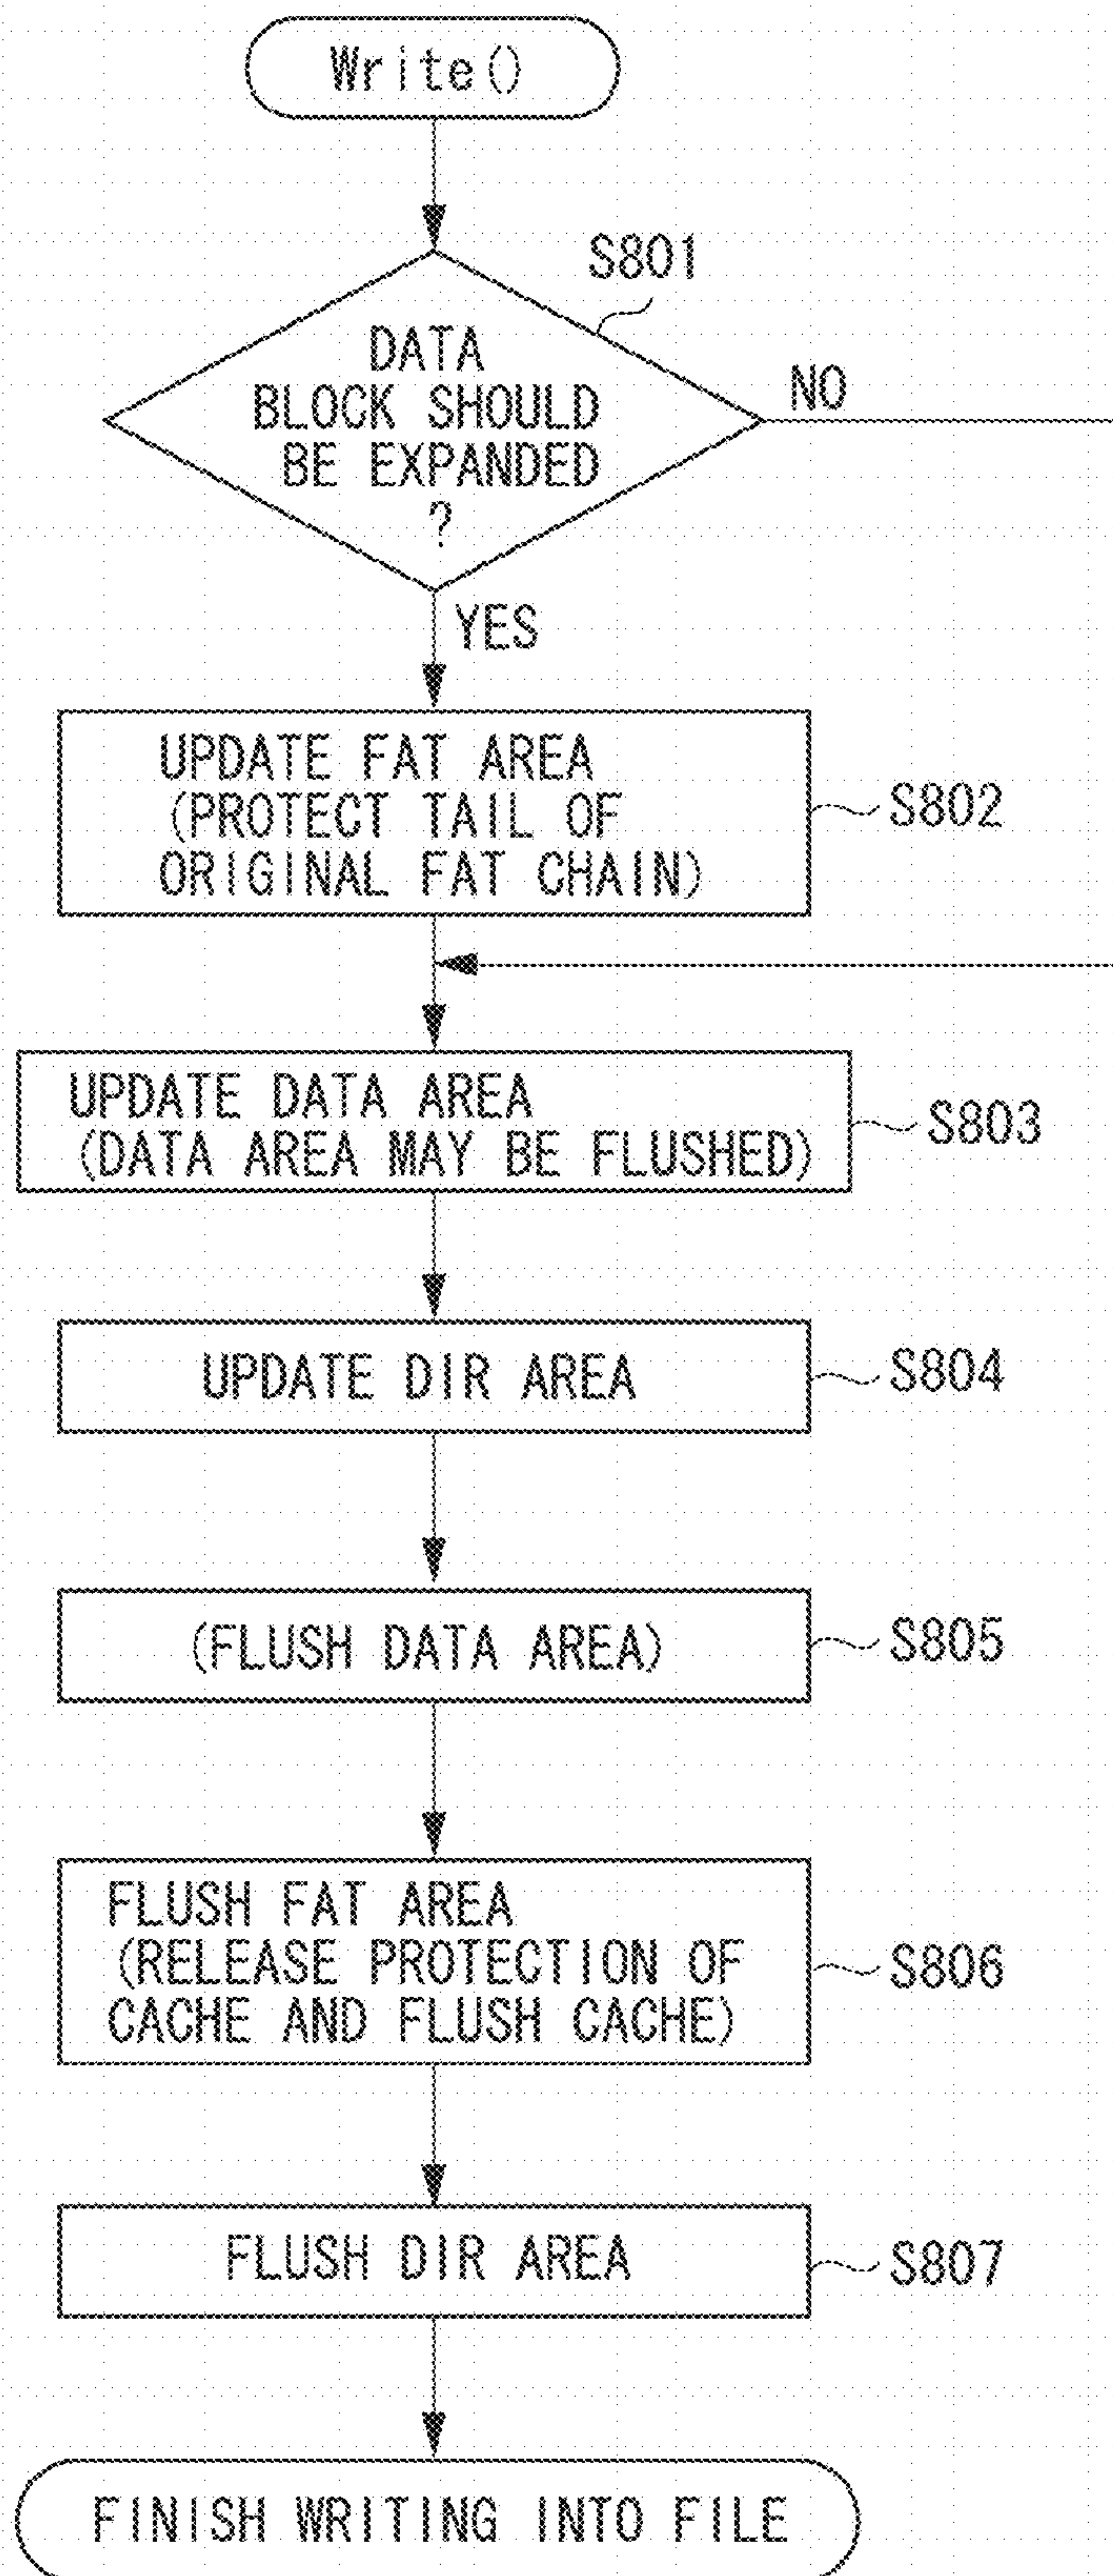 Write()
S801
DATA
BLOCK SHOULD
BE EXPANDED
?
NO
YES
UPDATE FAT AREA
(PROTECT TAIL OF
ORIGINAL FAT CHAIN)
S802
UPDATE DATA AREA
(DATA AREA MAY BE FLUSHED)
S803
UPDATE DIR AREA
S804
(FLUSH DATA AREA)
S805
FLUSH FAT AREA
(RELEASE PROTECTION OF
CACHE AND FLUSH CACHE)
S806
FLUSH DIR AREA
S807
FINISH WRITING INTO FILE